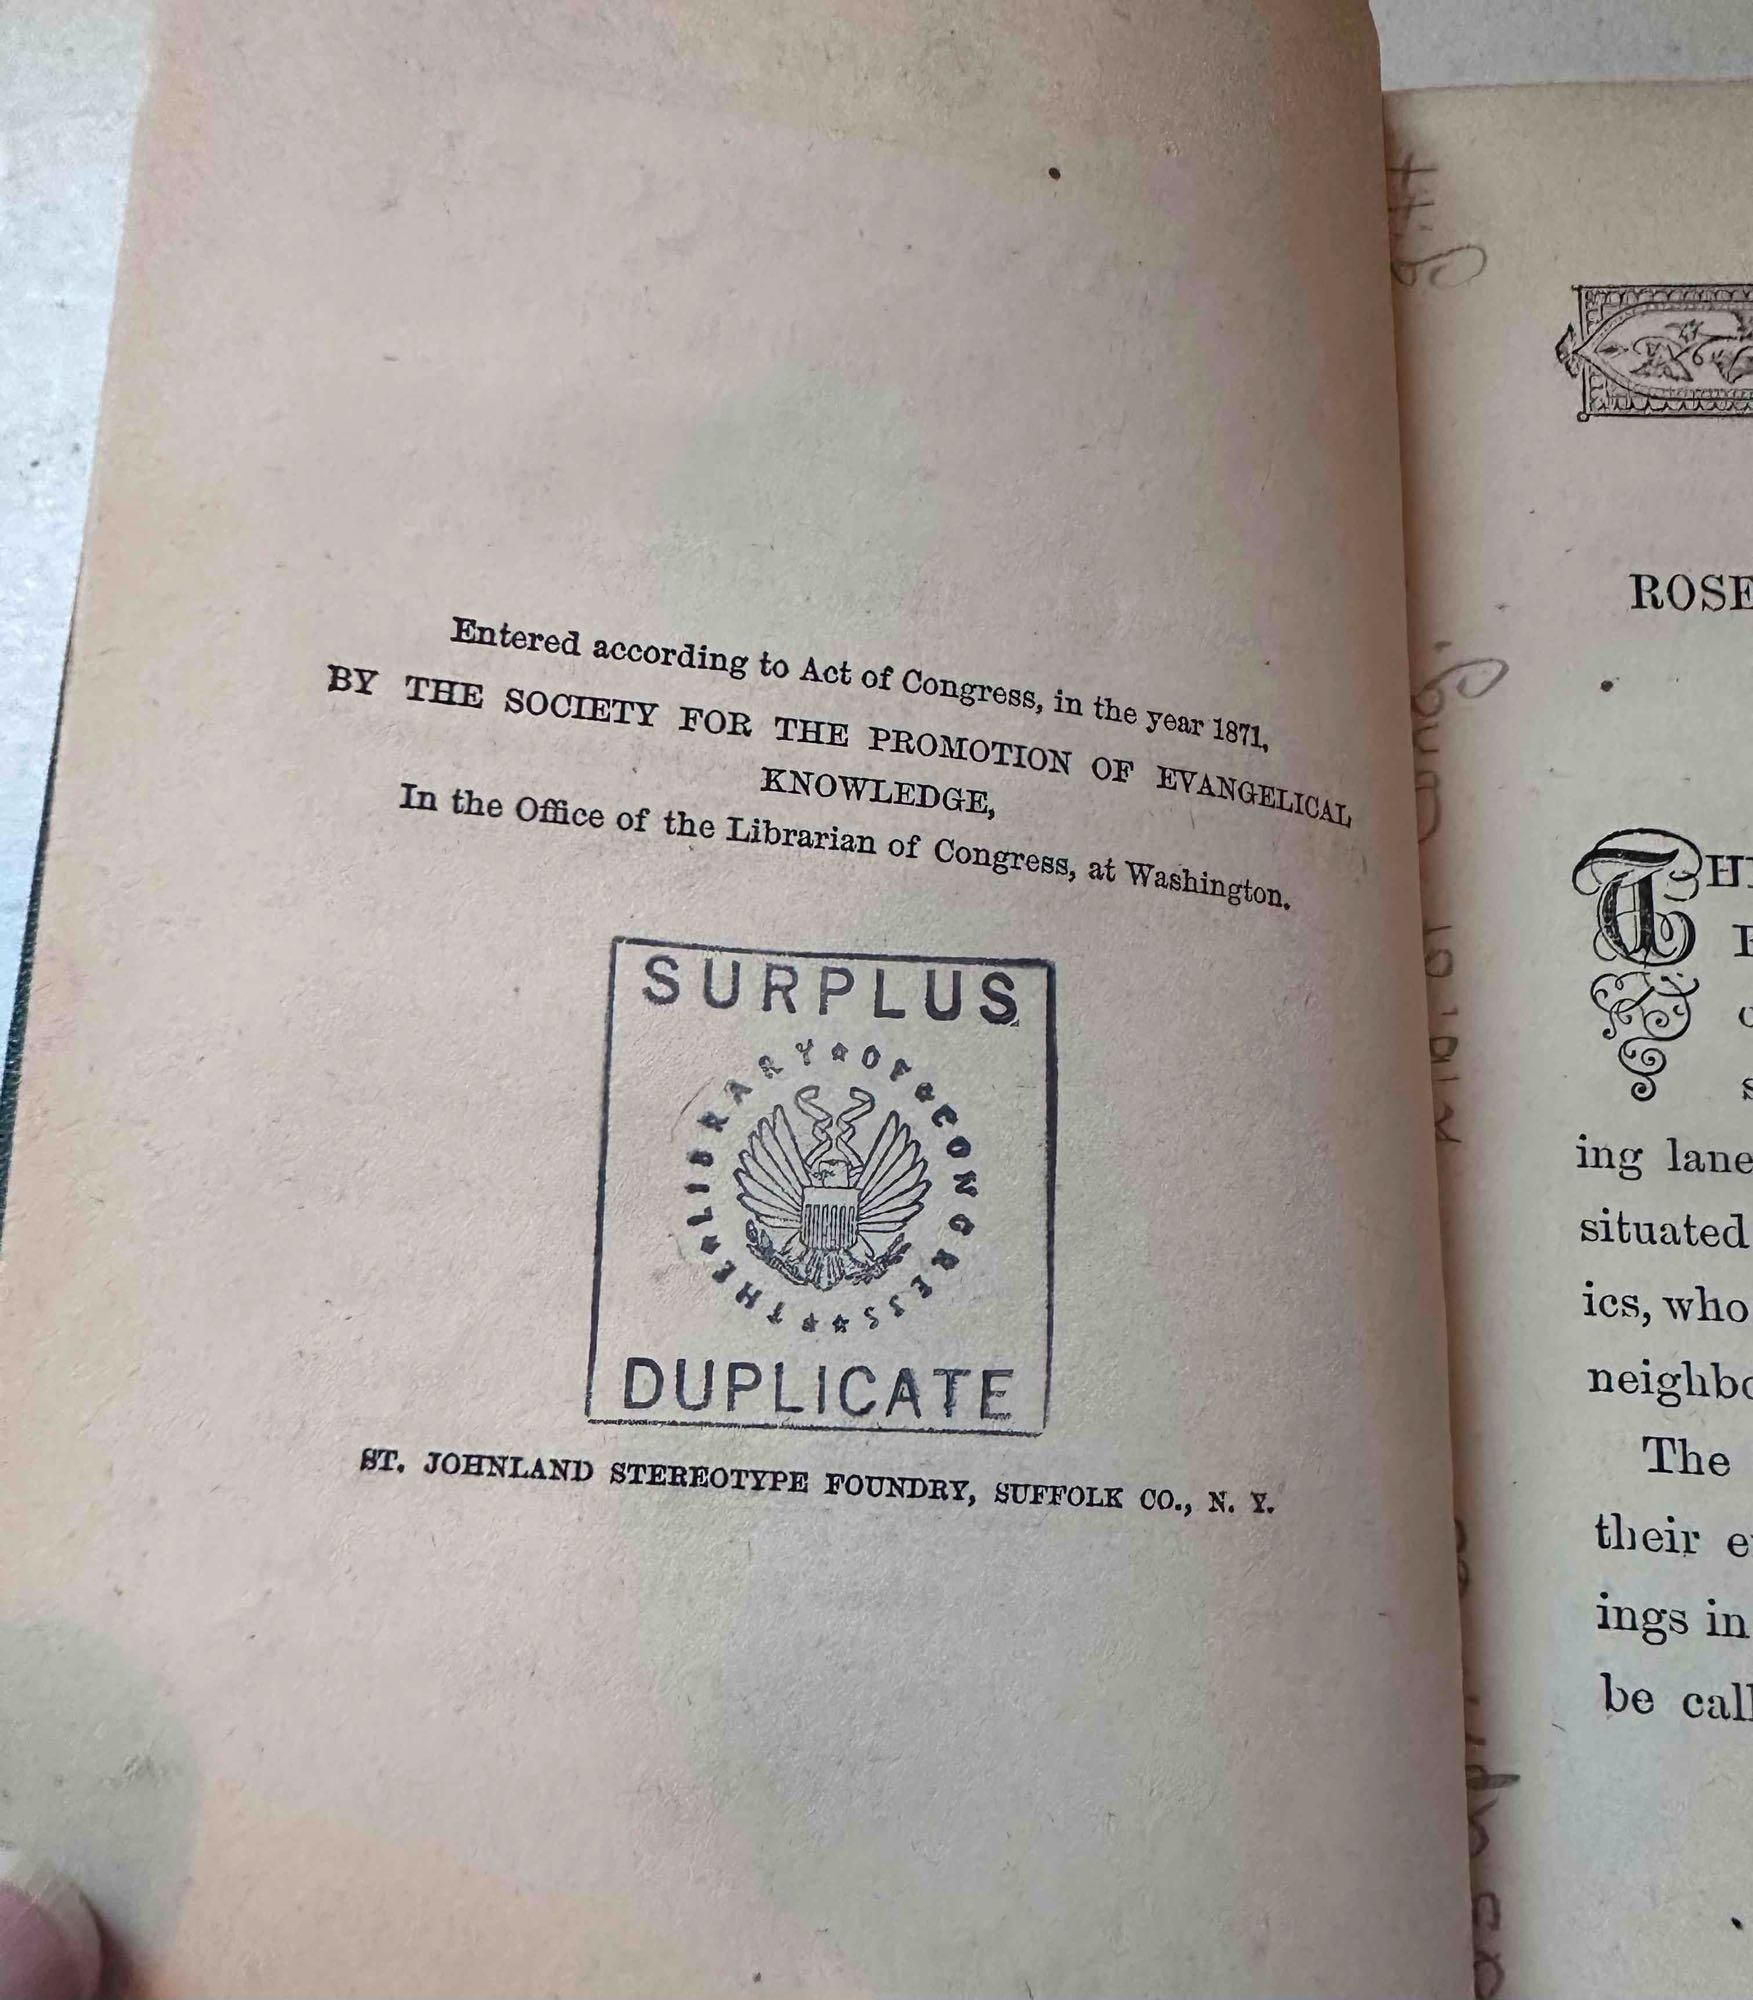 Entered according to Act of Congress, in the year 1871,
BY THE SOCIETY FOR THE PROMOTION OF EVANGELICAL
KNOWLEDGE,
In the Office of the Librarian of Congress, at Washington.
SURPLUS
THE★LIBRARY★OF★CONGRESS★★
DUPLICATE
ST. JOHNLAND STEREOTYPE FOUNDRY, SUFFOLK CO., N. Y.
ROSE
ing lane
situated
ics, who
neighbo
The
their e
ings in
be call